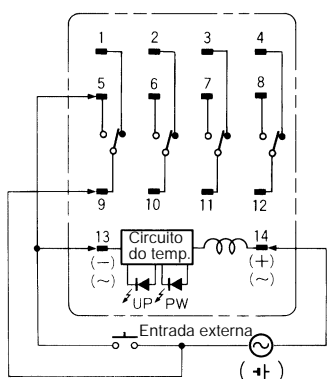 1 2 3 4
5 6 7 8
9 10 11 12
13 Circuito 14
(−) do temp. (+)
(~) (~)
UP PW
Entrada externa